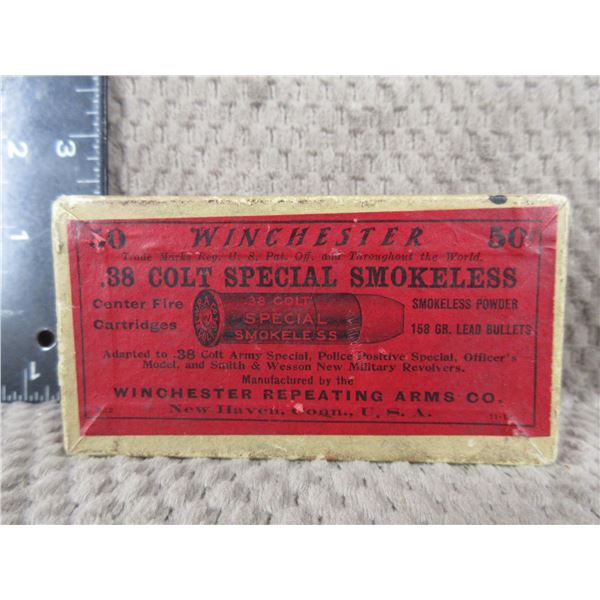 50 WINCHESTER 50
Trade Marks Reg. U. S. Pat. Off. and Throughout the World.
.38 COLT SPECIAL SMOKELESS
Center Fire
Cartridges
.38 COLT
SPECIAL
SMOKELESS
SMOKELESS POWDER
158 GR. LEAD BULLETS
Adapted to .38 Colt Army Special, Police Positive Special, Officer's
Model, and Smith & Wesson New Military Revolvers.
Manufactured by the
WINCHESTER REPEATING ARMS CO.
New Haven, Conn., U. S. A.
3
2
1
1